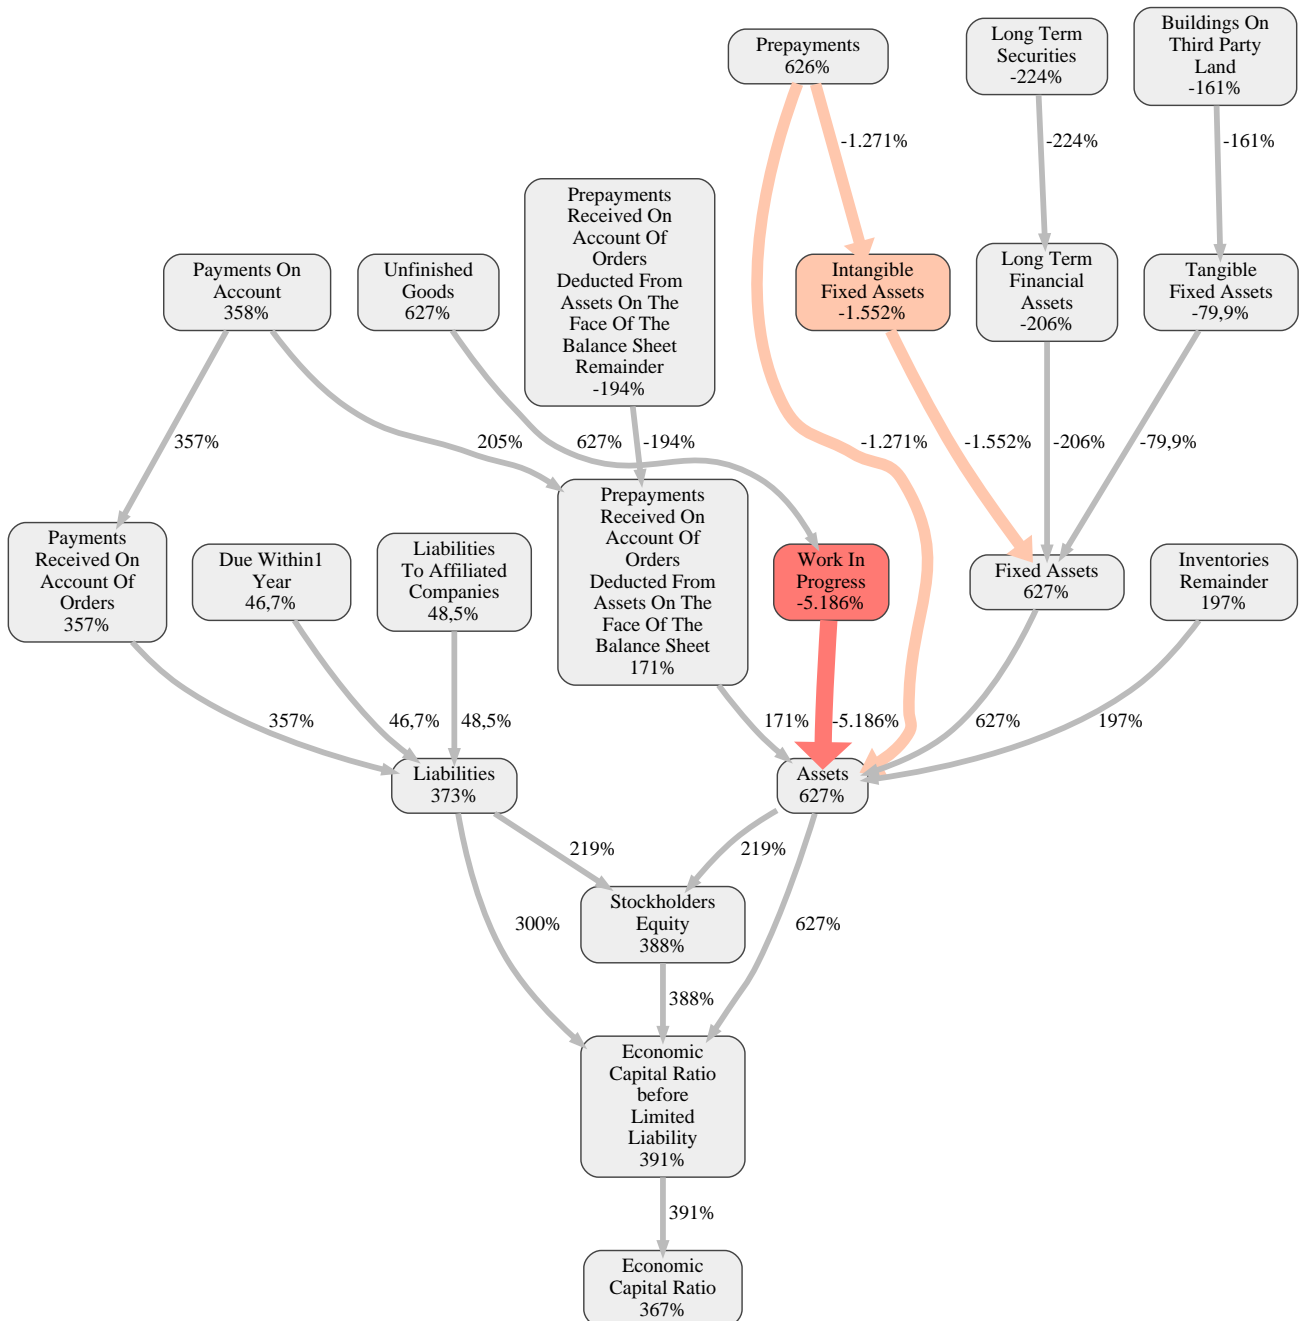 Prepayments
626%
Long Term
Securities
-224%
Buildings On
Third Party
Land
-161%
-1.271%
-224%
-161%
Prepayments
Received On
Account Of
Orders
Deducted From
Assets On The
Face Of The
Balance Sheet
Remainder
-194%
Payments On
Account
358%
Unfinished
Goods
627%
Intangible
Fixed Assets
-1.552%
Long Term
Financial
Assets
-206%
Tangible
Fixed Assets
-79,9%
357%
205%
627%
-194%
-1.271%
-1.552%
-206%
-79,9%
Payments
Received On
Account Of
Orders
357%
Due Within1
Year
46,7%
Liabilities
To Affiliated
Companies
48,5%
Prepayments
Received On
Account Of
Orders
Deducted From
Assets On The
Face Of The
Balance Sheet
171%
Work In
Progress
-5.186%
Fixed Assets
627%
Inventories
Remainder
197%
357%
46,7%
48,5%
171%
-5.186%
627%
197%
Liabilities
373%
Assets
627%
219%
219%
300%
Stockholders
Equity
388%
627%
388%
Economic
Capital Ratio
before
Limited
Liability
391%
391%
Economic
Capital Ratio
367%